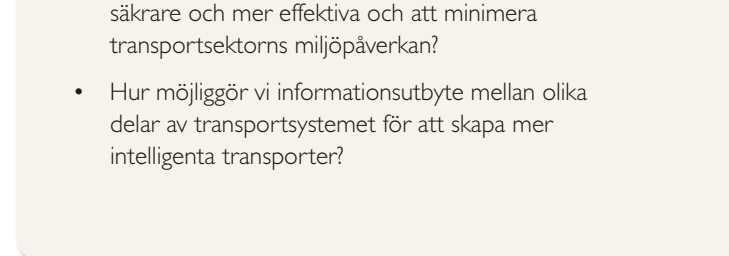 säkrare och mer effektiva och att minimera
transportsektorns miljöpåverkan?
• Hur möjliggör vi informationsutbyte mellan olika
delar av transportsystemet för att skapa mer
intelligenta transporter?